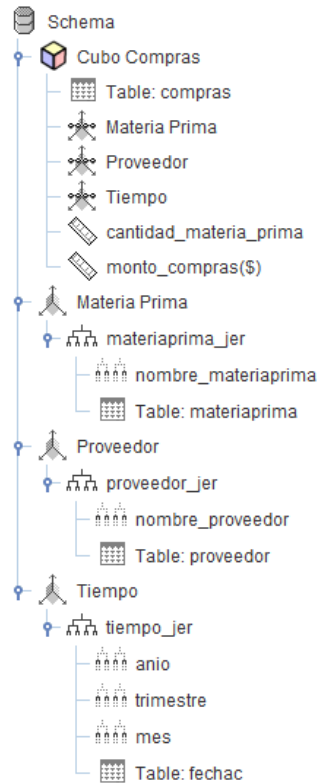 Schema
Cubo Compras
Table: compras
Materia Prima
Proveedor
Tiempo
cantidad_materia_prima
monto_compras($)
Materia Prima
materiaprima_jer
nombre_materiaprima
Table: materiaprima
Proveedor
proveedor_jer
nombre_proveedor
Table: proveedor
Tiempo
tiempo_jer
anio
trimestre
mes
Table: fechac